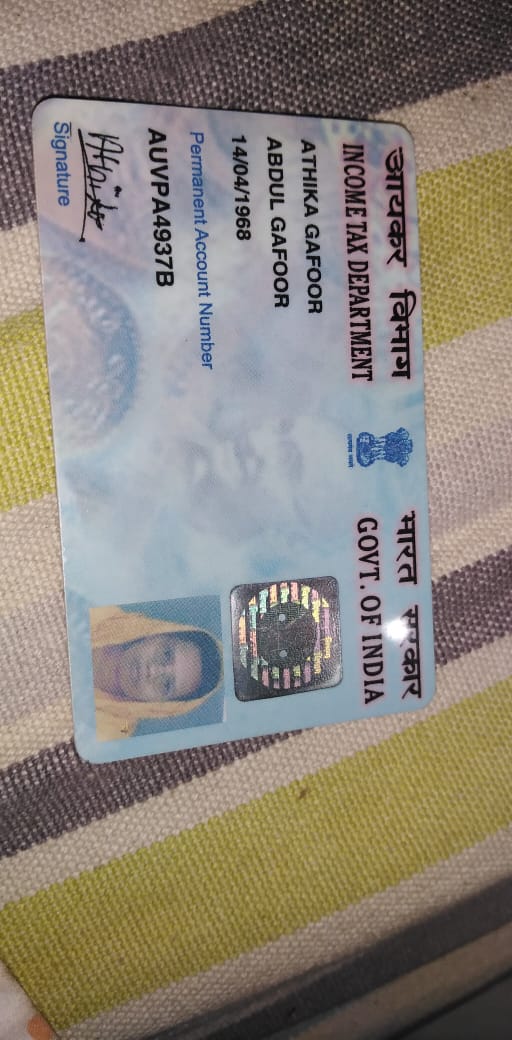 आयकर विभाग
INCOME TAX DEPARTMENT
भारत सरकार
GOVT. OF INDIA
ATHIKA GAFOOR
ABDUL GAFOOR
14/04/1968
Permanent Account Number
AUVPA4937B
Signature